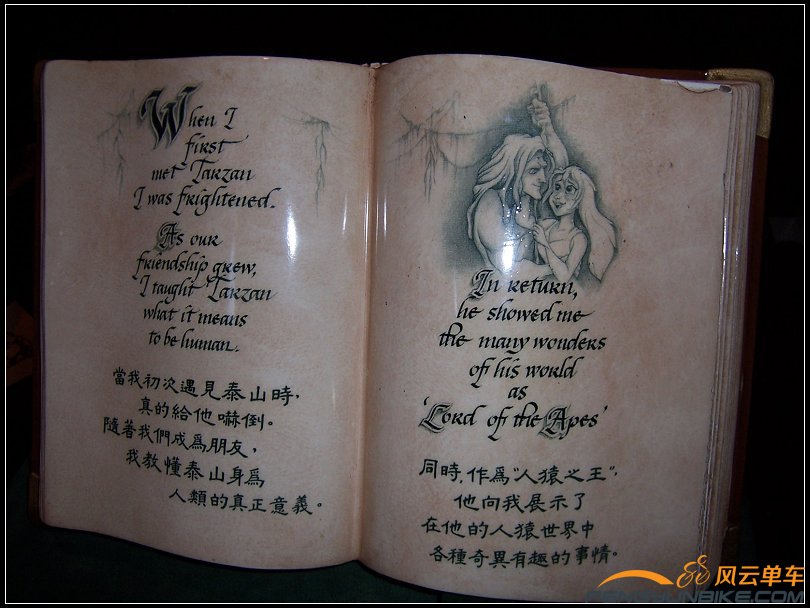 When I
first
met Tarzan
I was frightened.
As our
friendship grew,
I taught Tarzan
what it means
to be human.
當我初次遇見泰山時，
真的給他嚇倒。
隨著我們成為朋友，
我教懂泰山身為
人類的真正意義。
In return,
he showed me
the many wonders
of his world
as
'Lord of the Apes'
同時，作為"人猿之王"，
他向我展示了
在他的人猿世界中
各種奇異有趣的事情。
风云单车
FENGYUNBIKE.COM